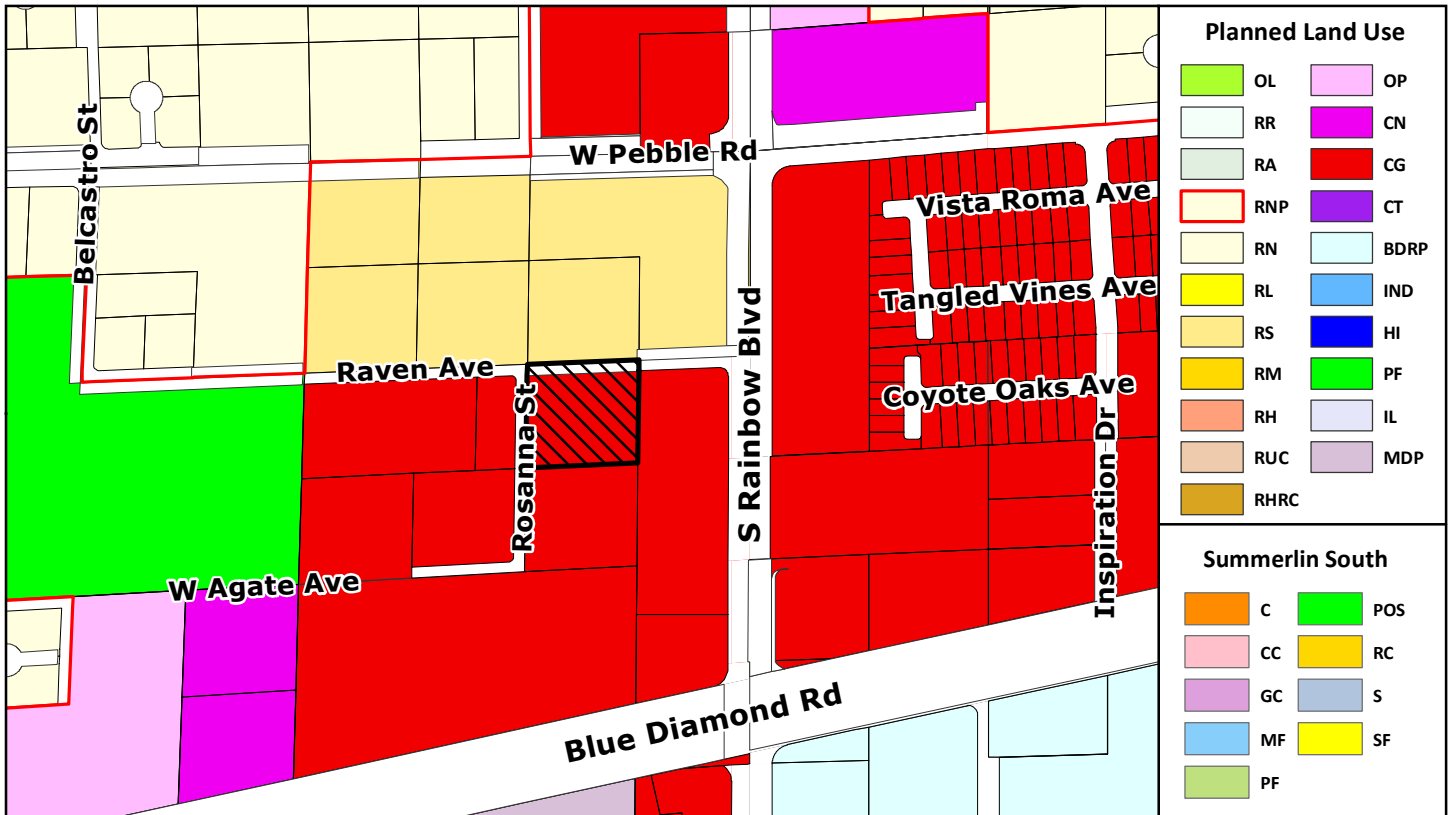 Belcastro St
W Pebble Rd
Vista Roma Ave
Tangled Vines Ave
Raven Ave
Coyote Oaks Ave
Rosanna St
S Rainbow Blvd
Inspiration Dr
W Agate Ave
Blue Diamond Rd
Planned Land Use
OL OP
RR CN
RA CG
RNP CT
RN BDRP
RL IND
RS HI
RM PF
RH IL
RUC MDP
RHRC
Summerlin South
C POS
CC RC
GC S
MF SF
PF